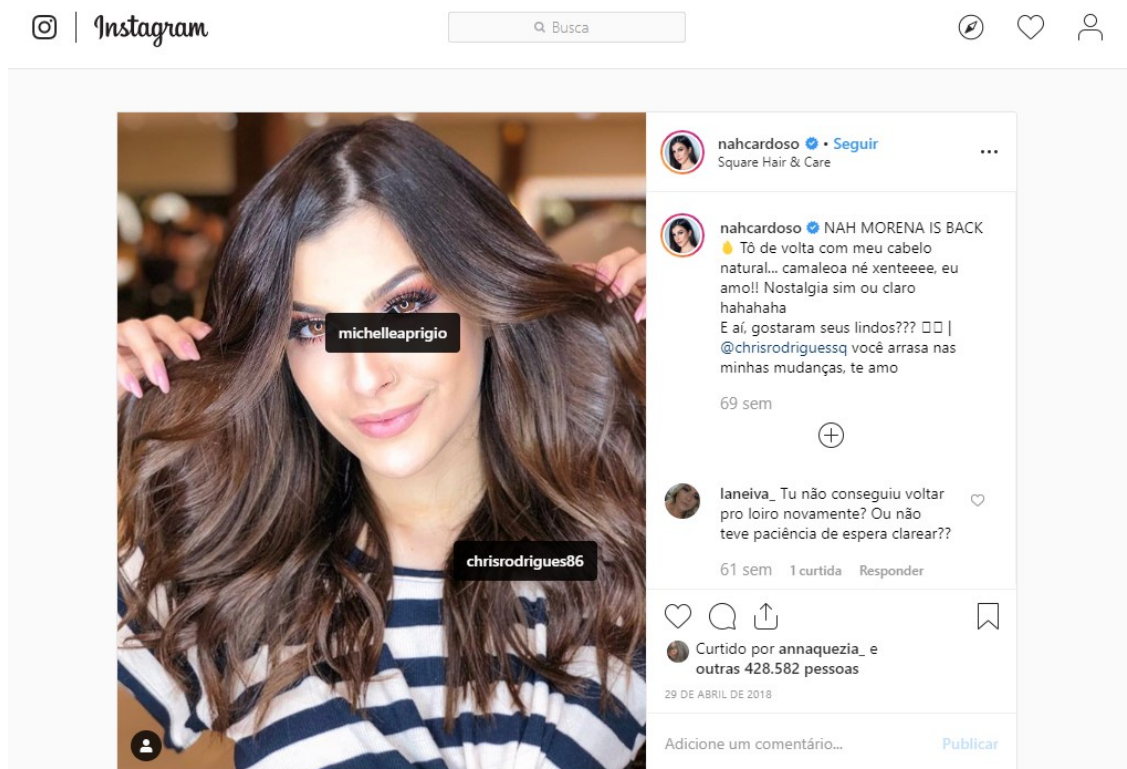 Instagram
Busca
michelleaprigio
chrisrodrigues86
nahcardoso • Seguir
Square Hair & Care
nahcardoso NAH MORENA IS BACK
Tô de volta com meu cabelo
natural... camaleoa né xenteeee, eu
amo!! Nostalgia sim ou claro
hahahaha
E aí, gostaram seus lindos??? □□ |
@chrisrodriguessq você arrasa nas
minhas mudanças, te amo
69 sem
laneiva_ Tu não conseguiu voltar
pro loiro novamente? Ou não
teve paciência de espera clarear??
61 sem 1 curtida Responder
Curtido por annaquezia_ e
outras 428.582 pessoas
29 DE ABRIL DE 2018
Adicione um comentário... Publicar